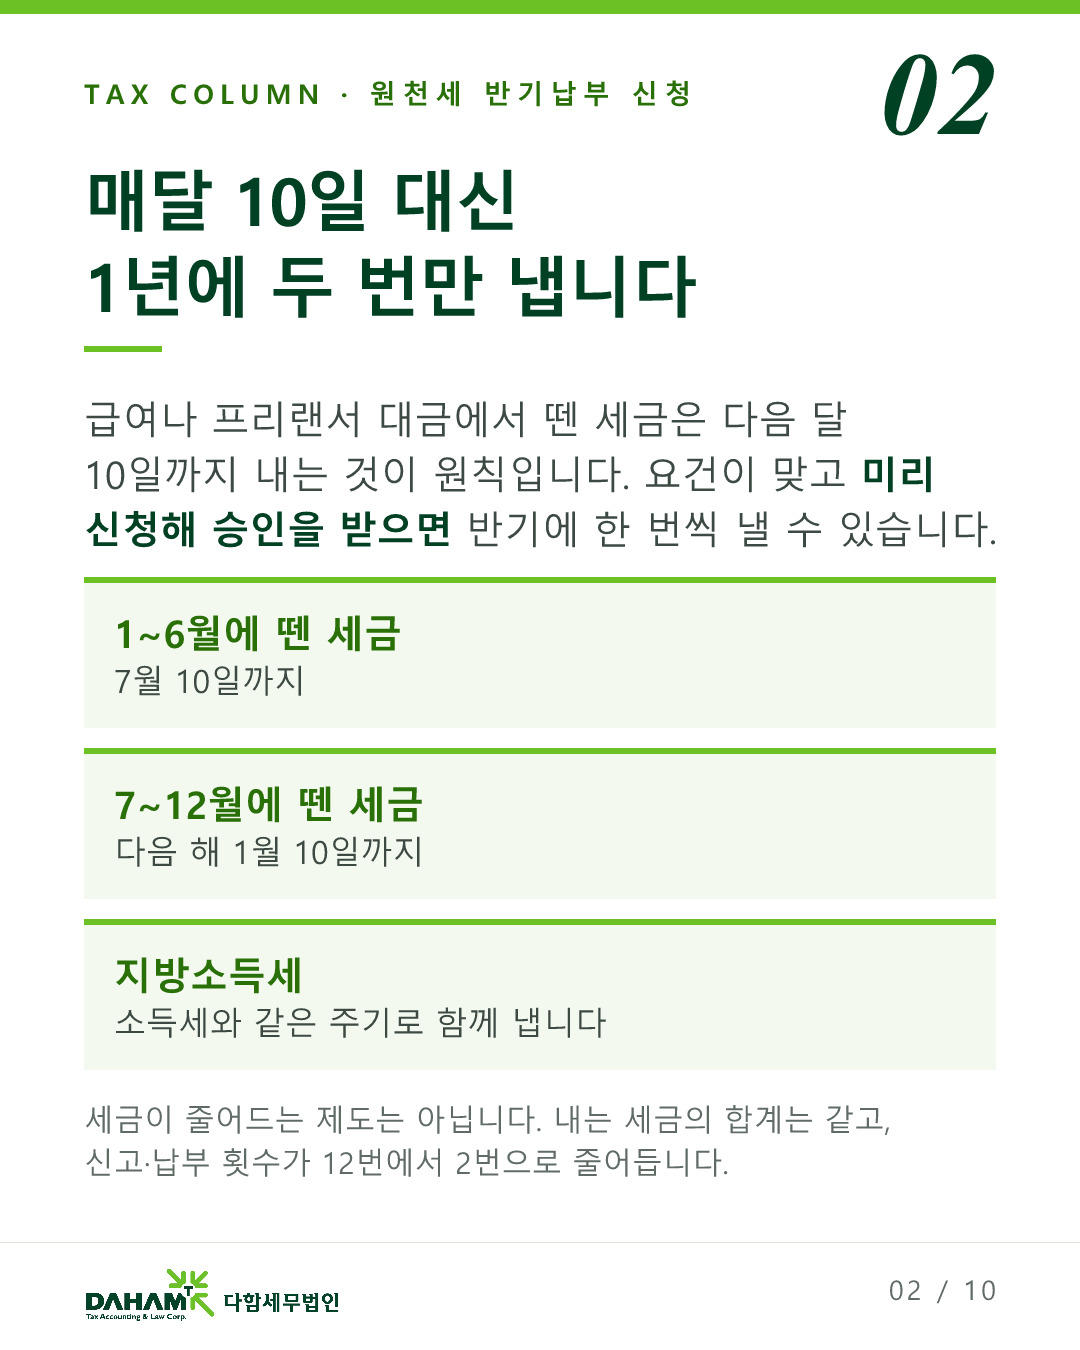 TAX COLUMN · 원천세 반기납부 신청
02
매달 10일 대신
1년에 두 번만 냅니다
급여나 프리랜서 대금에서 뗀 세금은 다음 달
10일까지 내는 것이 원칙입니다. 요건이 맞고 미리
신청해 승인을 받으면 반기에 한 번씩 낼 수 있습니다.
1~6월에 뗀 세금
7월 10일까지
7~12월에 뗀 세금
다음 해 1월 10일까지
지방소득세
소득세와 같은 주기로 함께 냅니다
세금이 줄어드는 제도는 아닙니다. 내는 세금의 합계는 같고,
신고·납부 횟수가 12번에서 2번으로 줄어듭니다.
DAHAM T 다함세무법인
Tax Accounting & Law Corp.
02 / 10